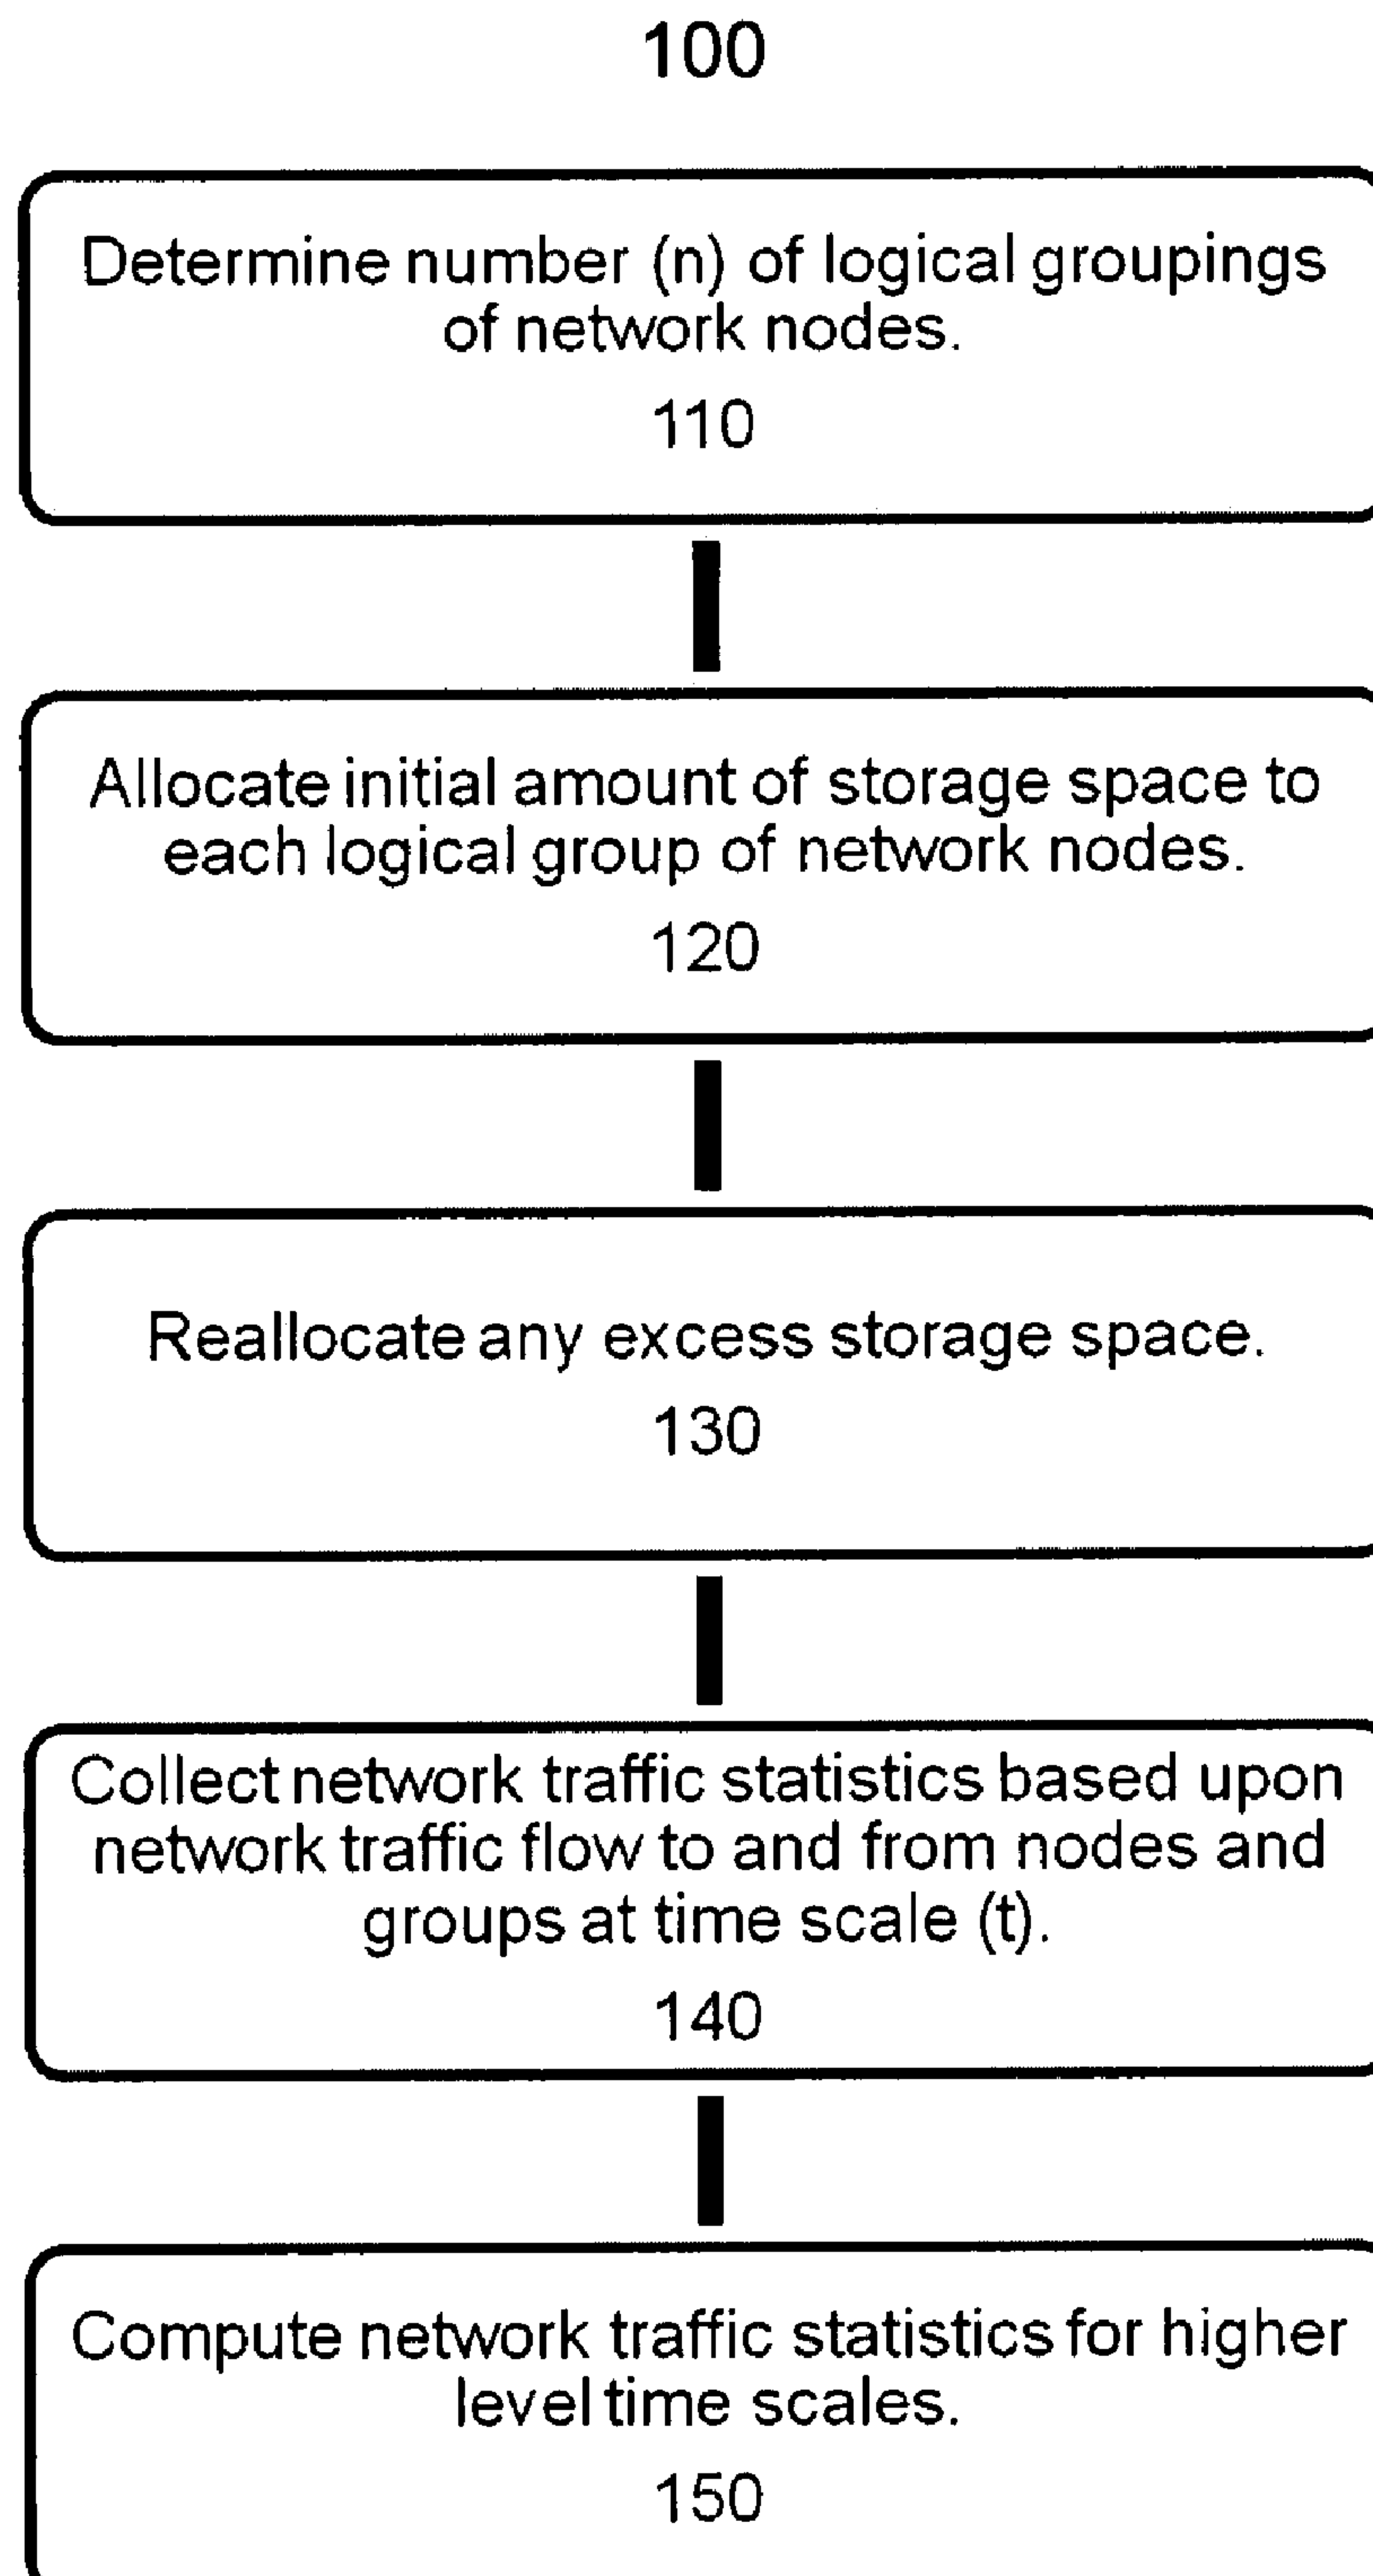 100
Determine number (n) of logical groupings
of network nodes.
110
Allocate initial amount of storage space to
each logical group of network nodes.
120
Reallocate any excess storage space.
130
Collect network traffic statistics based upon
network traffic flow to and from nodes and
groups at time scale (t).
140
Compute network traffic statistics for higher
level time scales.
150